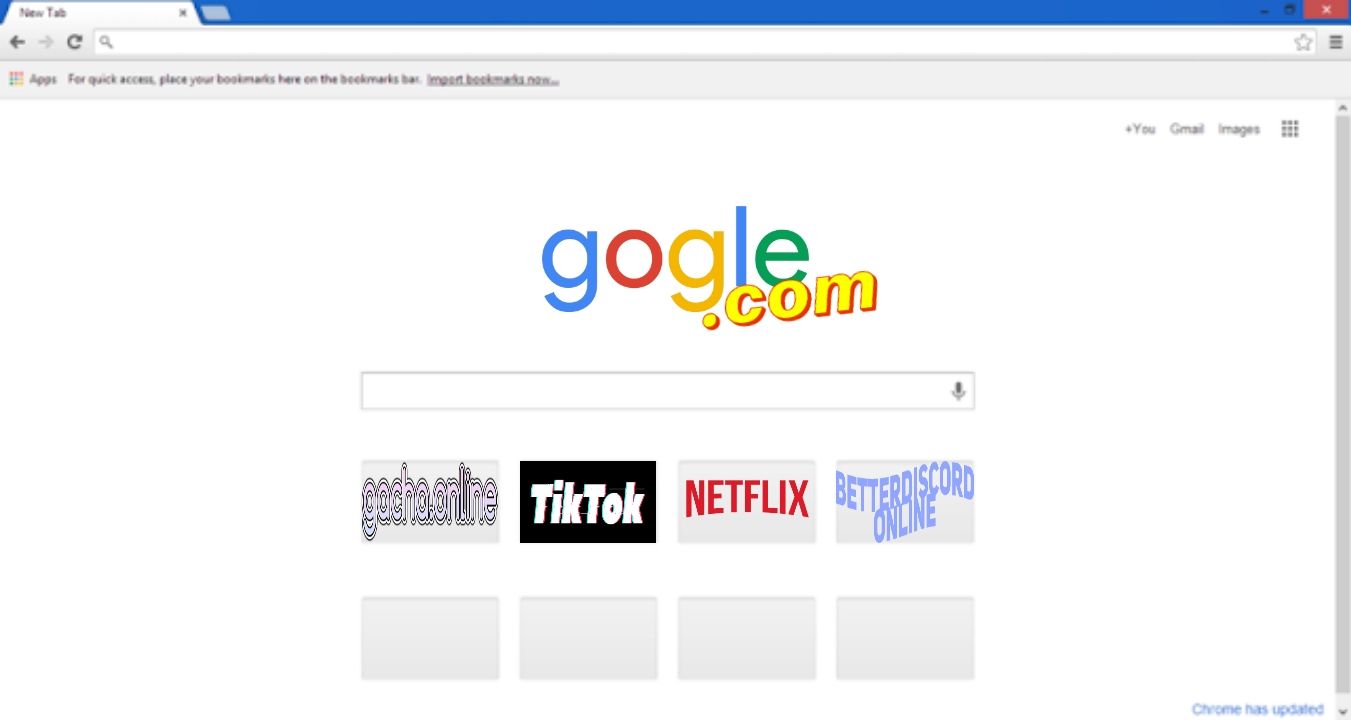 New Tab
Apps For quick access, place your bookmarks here on the bookmarks bar. Import bookmarks now...
+You Gmail Images
gogle
.com
gacha.online
TikTok
NETFLIX
BETTERDISCORD
ONLINE
Chrome has updated